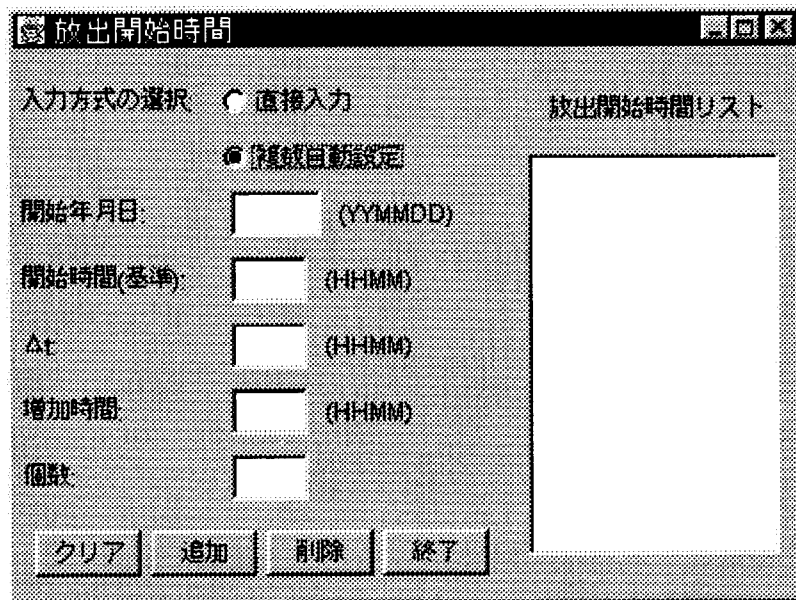 放出開始時間
入力方式の選択: 直接入力
複数自動設定
開始年月日: (YYMMDD)
開始時間(基準): (HHMM)
Δt: (HHMM)
増加時間: (HHMM)
個数:
クリア 追加 削除 終了
放出開始時間リスト